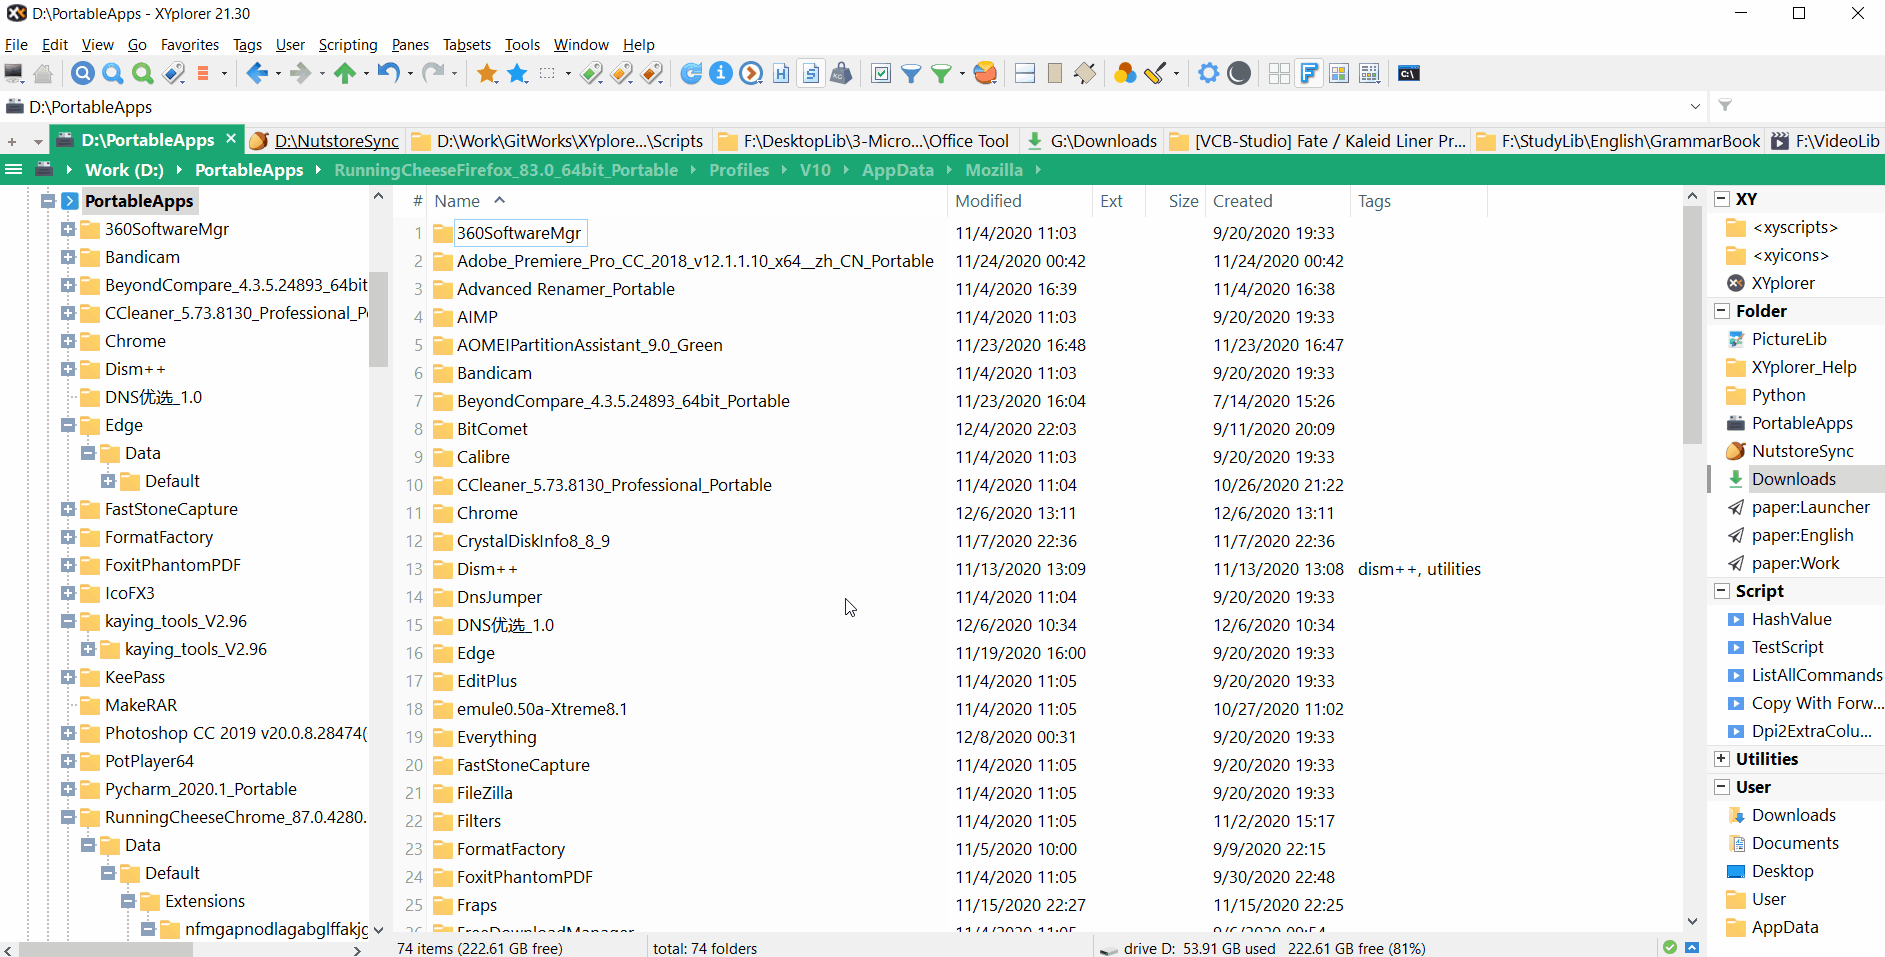 D:\PortableApps - XYplorer 21.30
File Edit View Go Favorites Tags User Scripting Panes Tabsets Tools Window Help
D:\PortableApps
D:\PortableApps D:\NutstoreSync D:\Work\GitWorks\XYplore...\Scripts F:\DesktopLib\3-Micro...\Office Tool G:\Downloads [VCB-Studio] Fate / Kaleid Liner Pr... F:\StudyLib\English\GrammarBook F:\VideoLib
Work (D:) PortableApps RunningCheeseFirefox_83.0_64bit_Portable Profiles V10 AppData Mozilla
PortableApps
360SoftwareMgr
Bandicam
BeyondCompare_4.3.5.24893_64bit
CCleaner_5.73.8130_Professional_P
Chrome
Dism++
DNS优选_1.0
Edge
Data
Default
FastStoneCapture
FormatFactory
FoxitPhantomPDF
IcoFX3
kaying_tools_V2.96
kaying_tools_V2.96
KeePass
MakeRAR
Photoshop CC 2019 v20.0.8.28474(
PotPlayer64
Pycharm_2020.1_Portable
RunningCheeseChrome_87.0.4280.
Data
Default
Extensions
nfmgapnodlagabglffakjg
# Name Modified Ext Size Created Tags
1 360SoftwareMgr 11/4/2020 11:03 9/20/2020 19:33
2 Adobe_Premiere_Pro_CC_2018_v12.1.1.10_x64__zh_CN_Portable 11/24/2020 00:42 11/24/2020 00:42
3 Advanced Renamer_Portable 11/4/2020 16:39 11/4/2020 16:38
4 AIMP 11/4/2020 11:03 9/20/2020 19:33
5 AOMEIPartitionAssistant_9.0_Green 11/23/2020 16:48 11/23/2020 16:47
6 Bandicam 11/4/2020 11:03 9/20/2020 19:33
7 BeyondCompare_4.3.5.24893_64bit_Portable 11/23/2020 16:04 7/14/2020 15:26
8 BitComet 12/4/2020 22:03 9/11/2020 20:09
9 Calibre 11/4/2020 11:03 9/20/2020 19:33
10 CCleaner_5.73.8130_Professional_Portable 11/4/2020 11:04 10/26/2020 21:22
11 Chrome 12/6/2020 13:11 12/6/2020 13:11
12 CrystalDiskInfo8_8_9 11/7/2020 22:36 11/7/2020 22:36
13 Dism++ 11/13/2020 13:09 11/13/2020 13:08 dism++, utilities
14 DnsJumper 11/4/2020 11:04 9/20/2020 19:33
15 DNS优选_1.0 12/6/2020 10:34 12/6/2020 10:34
16 Edge 11/19/2020 16:00 9/20/2020 19:33
17 EditPlus 11/4/2020 11:05 9/20/2020 19:33
18 emule0.50a-Xtreme8.1 11/4/2020 11:05 10/27/2020 11:02
19 Everything 12/8/2020 00:31 9/20/2020 19:33
20 FastStoneCapture 11/4/2020 11:05 9/20/2020 19:33
21 FileZilla 11/4/2020 11:05 9/20/2020 19:33
22 Filters 11/4/2020 11:05 11/2/2020 15:17
23 FormatFactory 11/5/2020 10:00 9/9/2020 22:15
24 FoxitPhantomPDF 11/4/2020 11:05 9/30/2020 22:48
25 Fraps 11/15/2020 22:27 11/15/2020 22:25
XY
<xyscripts>
<xyicons>
XYplorer
Folder
PictureLib
XYplorer_Help
Python
PortableApps
NutstoreSync
Downloads
paper:Launcher
paper:English
paper:Work
Script
HashValue
TestScript
ListAllCommands
Copy With Forw...
Dpi2ExtraColu...
Utilities
User
Downloads
Documents
Desktop
User
AppData
74 items (222.61 GB free) total: 74 folders drive D: 53.91 GB used 222.61 GB free (81%)